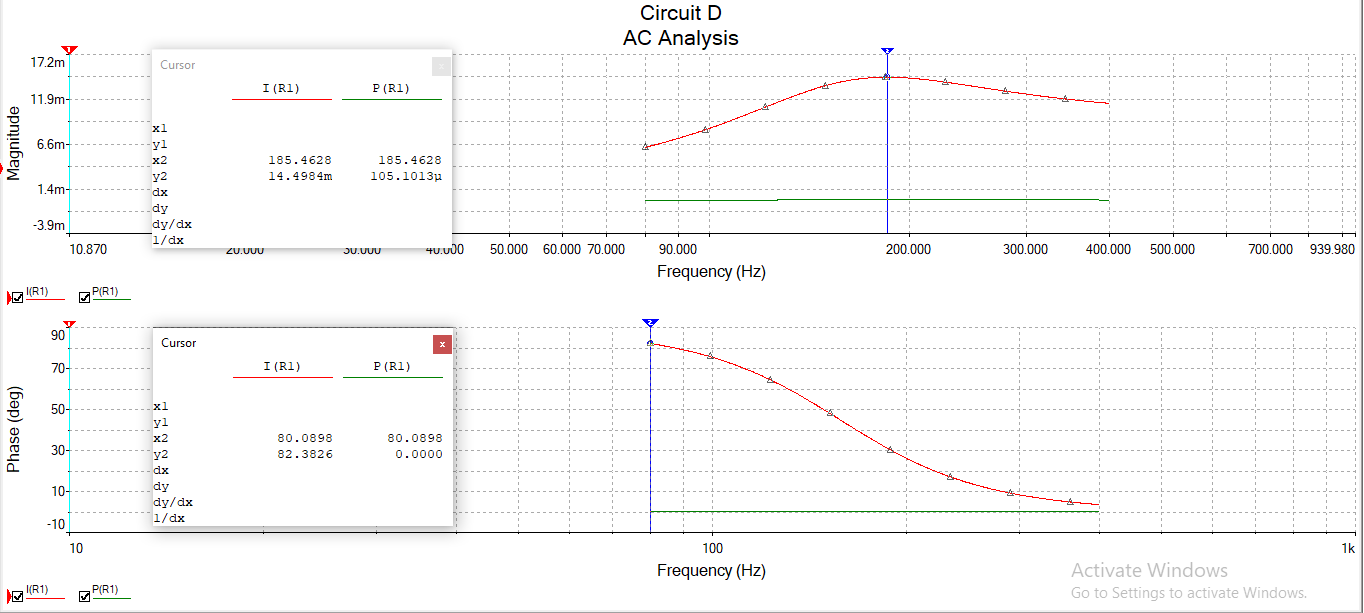 Circuit D
AC Analysis
Magnitude
17.2m
11.9m
6.6m
1.4m
-3.9m
Cursor
x
I(R1) P(R1)
x1
y1
x2 185.4628 185.4628
y2 14.4984m 105.1013µ
dx
dy
dy/dx
1/dx
10.870 20.000 30.000 40.000 50.000 60.000 70.000 90.000 200.000 300.000 400.000 500.000 700.000 939.980
Frequency (Hz)
I(R1) P(R1)
Phase (deg)
90
70
50
30
10
-10
Cursor
x
I(R1) P(R1)
x1
y1
x2 80.0898 80.0898
y2 82.3826 0.0000
dx
dy
dy/dx
1/dx
10 100 1k
Frequency (Hz)
I(R1) P(R1)
Activate Windows
Go to Settings to activate Windows.